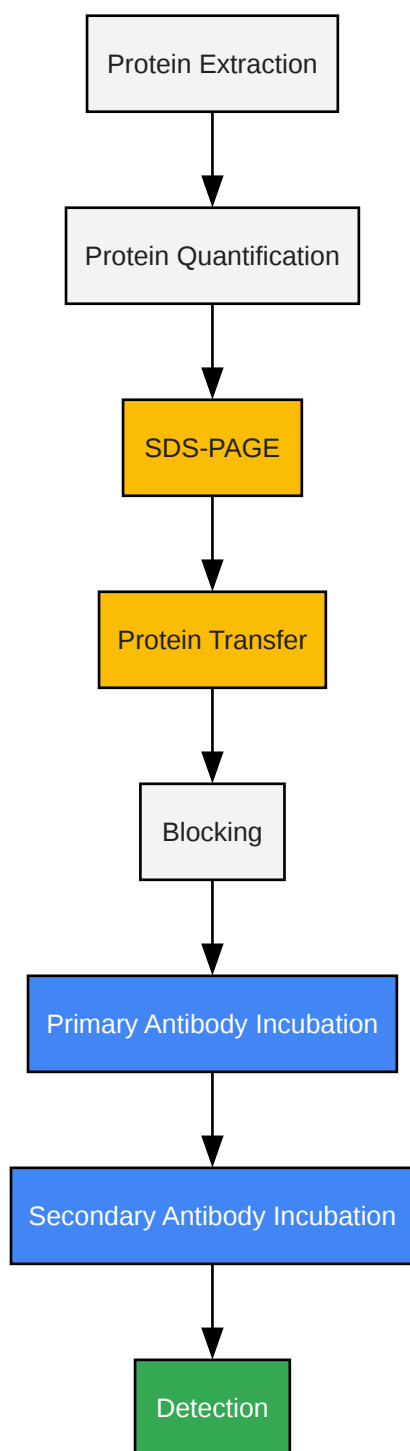 Protein Extraction
Protein Quantification
SDS-PAGE
Protein Transfer
Blocking
Primary Antibody Incubation
Secondary Antibody Incubation
Detection